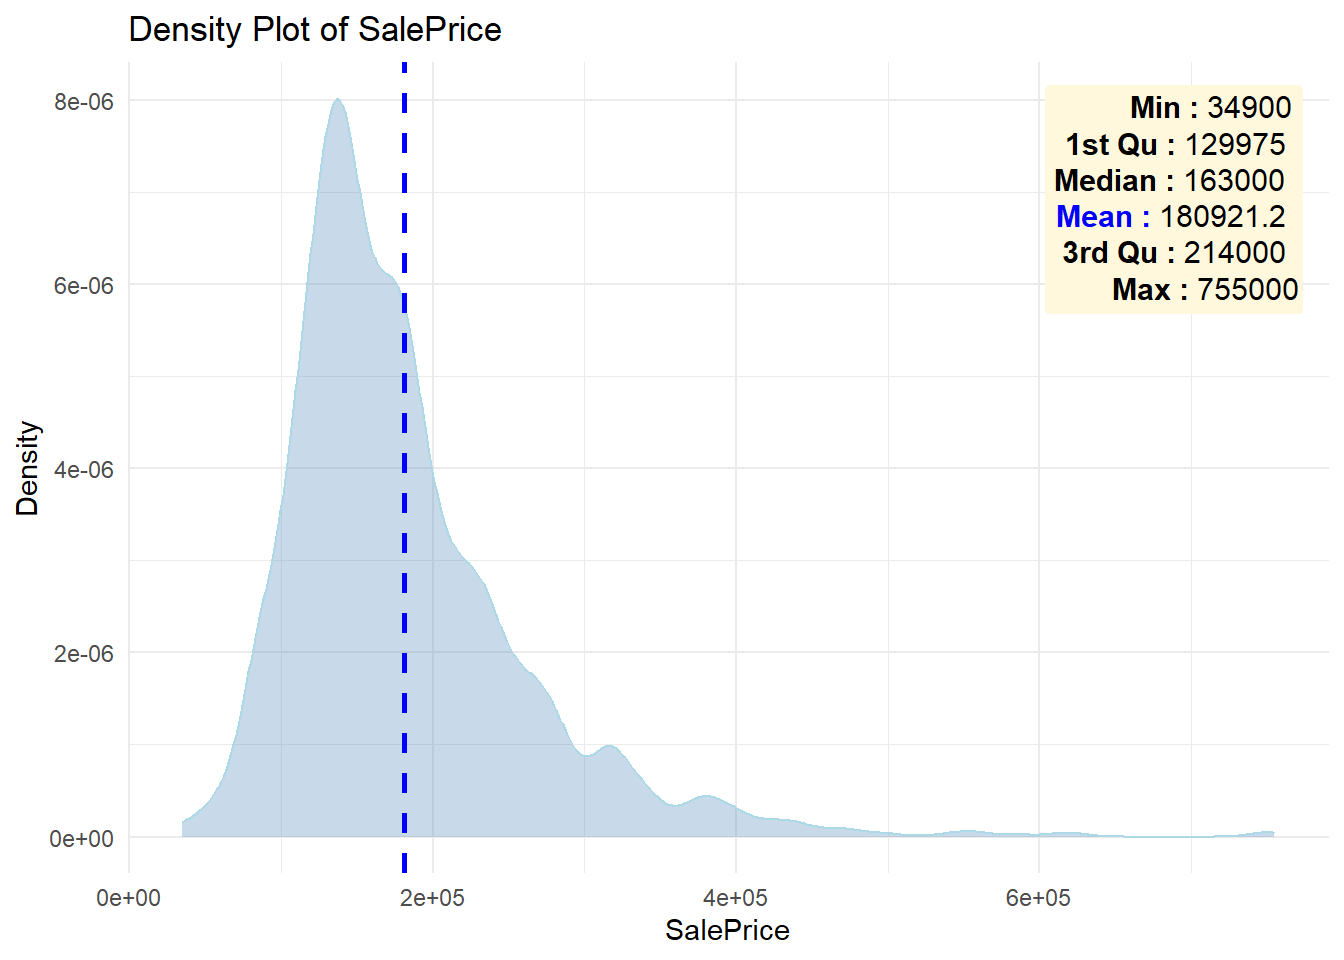 Density Plot of SalePrice
8e-06
6e-06
4e-06
2e-06
0e+00
Density
Min : 34900
1st Qu : 129975
Median : 163000
Mean : 180921.2
3rd Qu : 214000
Max : 755000
0e+00 2e+05 4e+05 6e+05
SalePrice